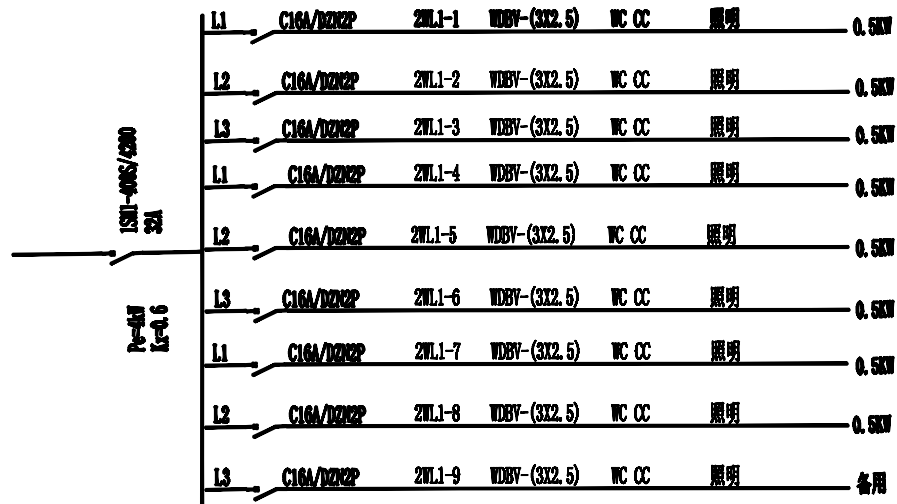 L1 C16A/DZN2P 2WL1-1 WDBV-(3X2.5) WC CC 照明 0.5KW
L2 C16A/DZN2P 2WL1-2 WDBV-(3X2.5) WC CC 照明 0.5KW
L3 C16A/DZN2P 2WL1-3 WDBV-(3X2.5) WC CC 照明 0.5KW
L1 C16A/DZN2P 2WL1-4 WDBV-(3X2.5) WC CC 照明 0.5KW
L2 C16A/DZN2P 2WL1-5 WDBV-(3X2.5) WC CC 照明 0.5KW
L3 C16A/DZN2P 2WL1-6 WDBV-(3X2.5) WC CC 照明 0.5KW
L1 C16A/DZN2P 2WL1-7 WDBV-(3X2.5) WC CC 照明 0.5KW
L2 C16A/DZN2P 2WL1-8 WDBV-(3X2.5) WC CC 照明 0.5KW
L3 C16A/DZN2P 2WL1-9 WDBV-(3X2.5) WC CC 照明 备用
32A
Pe=4kW
Kx=0.6